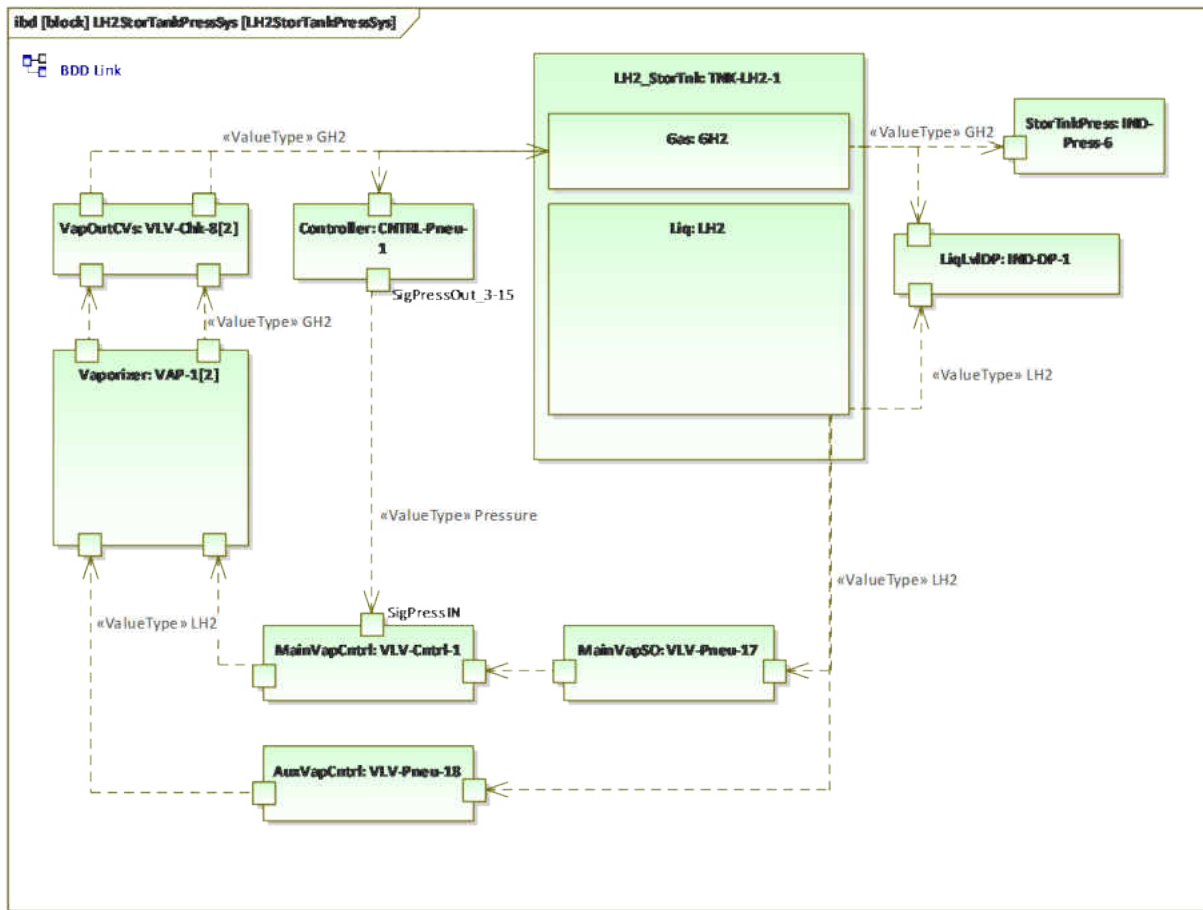 ibd [block] LH2StorTankPressSys [LH2StorTankPressSys]
BDD Link
LH2_StorTnk: TNK-LH2-1
«ValueType» GH2
Gas: GH2
«ValueType» GH2
StorTnkPress: IND-
Press-6
VapOutCVs: VLV-Chk-8[2]
Controller: CNTRL-Pneu-
1
Liq: LH2
LiqLvlDP: IND-DP-1
SigPressOut_3-15
«ValueType» GH2
Vaporizer: VAP-1[2]
«ValueType» LH2
«ValueType» Pressure
«ValueType» LH2
SigPressIN
«ValueType» LH2
MainVapCntrl: VLV-Cntrl-1
MainVapSO: VLV-Pneu-17
AuxVapCntrl: VLV-Pneu-18